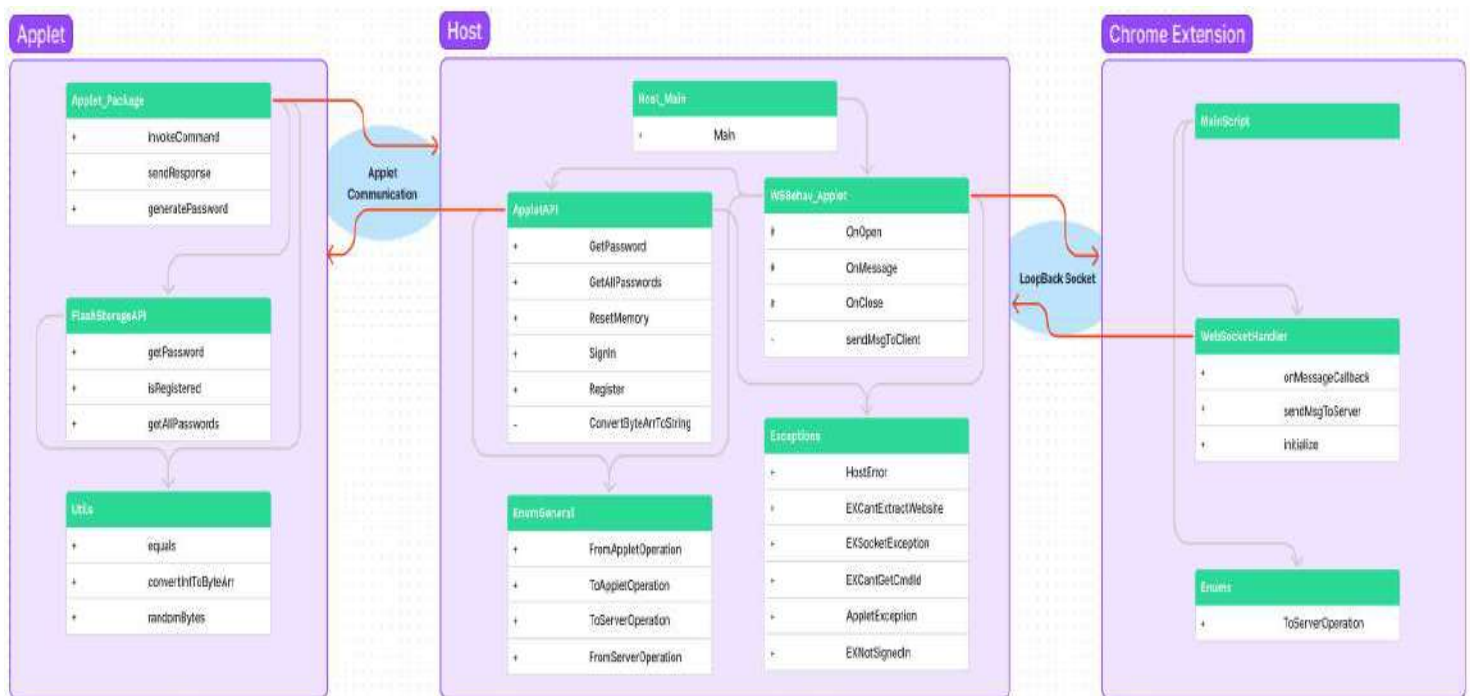 Applet
Applet_Package
+ invokeCommand
+ sendResponse
+ generatePassword
FlashStorageAPI
+ getPassword
+ isRegistered
+ getAllPasswords
Utils
+ equals
+ convertIntToByteArr
+ randomBytes
Applet
Communication
Host
Host_Main
+ Main
AppletAPI
+ GetPassword
+ GetAllPasswords
+ ResetMemory
+ SignIn
+ Register
- ConvertByteArrToString
WSBehav_Applet
# OnOpen
# OnMessage
# OnClose
- sendMsgToClient
EnumGeneral
+ FromAppletOperation
+ ToAppletOperation
+ ToServerOperation
+ FromServerOperation
Exceptions
+ HostError
+ EXCantExtractWebsite
+ EXSocketException
+ EXCantGetCmdId
+ AppletException
+ EXNotSignedIn
LoopBack Socket
Chrome Extension
MainScript
WebSocketHandler
+ onMessageCallback
+ sendMsgToServer
+ initialize
Enums
+ ToServerOperation